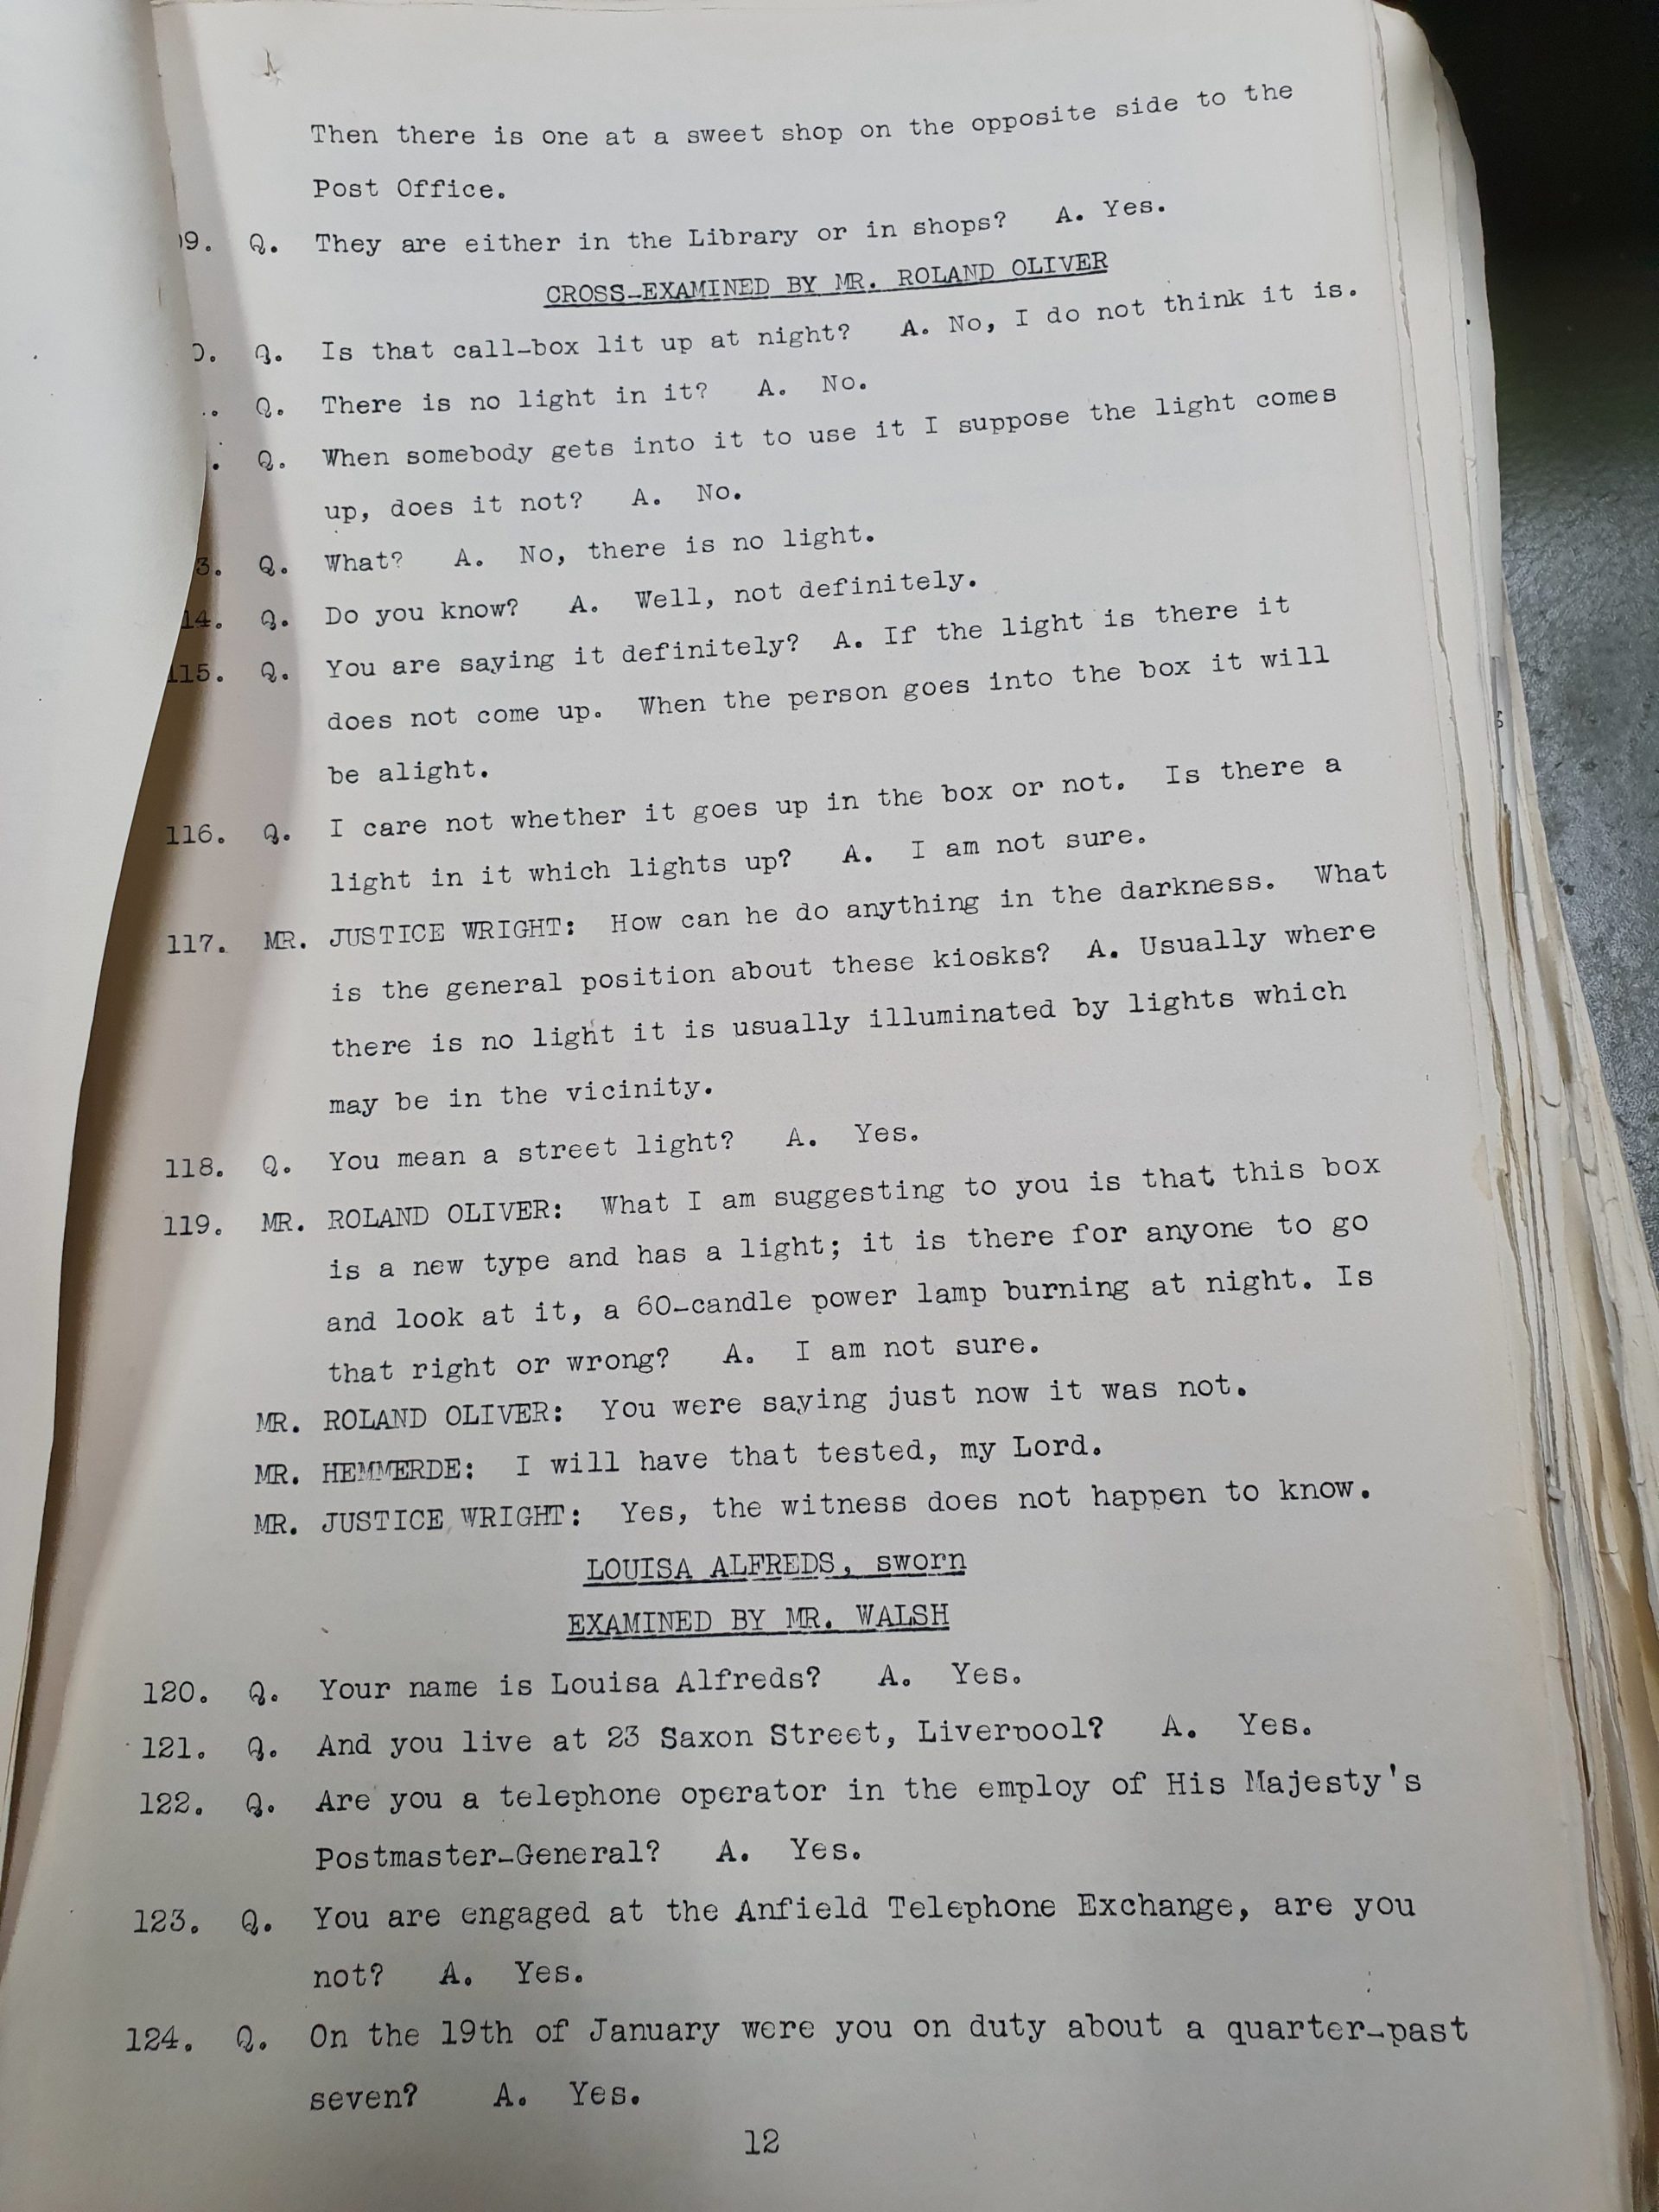 Then there is one at a sweet shop on the opposite side to the
Post Office.
9. Q. They are either in the Library or in shops? A. Yes.
CROSS-EXAMINED BY MR. ROLAND OLIVER
. Q. Is that call-box lit up at night? A. No, I do not think it is.
. Q. There is no light in it? A. No.
. Q. When somebody gets into it to use it I suppose the light comes
up, does it not? A. No.
3. Q. What? A. No, there is no light.
14. Q. Do you know? A. Well, not definitely.
115. Q. You are saying it definitely? A. If the light is there it
does not come up. When the person goes into the box it will
be alight.
116. Q. I care not whether it goes up in the box or not. Is there a
light in it which lights up? A. I am not sure.
117. MR. JUSTICE WRIGHT: How can he do anything in the darkness. What
is the general position about these kiosks? A. Usually where
there is no light it is usually illuminated by lights which
may be in the vicinity.
118. Q. You mean a street light? A. Yes.
119. MR. ROLAND OLIVER: What I am suggesting to you is that this box
is a new type and has a light; it is there for anyone to go
and look at it, a 60-candle power lamp burning at night. Is
that right or wrong? A. I am not sure.
MR. ROLAND OLIVER: You were saying just now it was not.
MR. HEMMERDE: I will have that tested, my Lord.
MR. JUSTICE WRIGHT: Yes, the witness does not happen to know.
LOUISA ALFREDS, sworn
EXAMINED BY MR. WALSH
120. Q. Your name is Louisa Alfreds? A. Yes.
121. Q. And you live at 23 Saxon Street, Liverpool? A. Yes.
122. Q. Are you a telephone operator in the employ of His Majesty's
Postmaster-General? A. Yes.
123. Q. You are engaged at the Anfield Telephone Exchange, are you
not? A. Yes.
124. Q. On the 19th of January were you on duty about a quarter-past
seven? A. Yes.
12